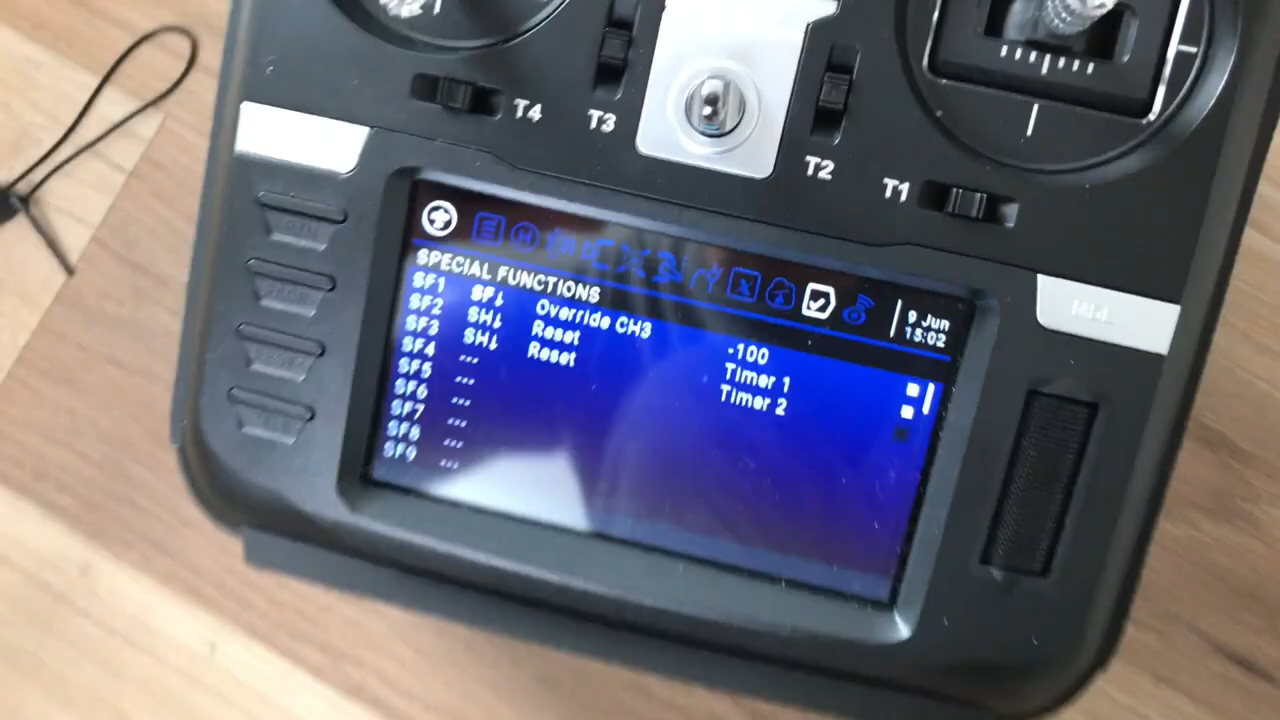 T4
T3
T2
T1
SPECIAL FUNCTIONS
9 Jun
15:02
SF1 SF↓ Override CH3 -100
SF2 SH↓ Reset Timer 1
SF3 SH↓ Reset Timer 2
SF4 ---
SF5 ---
SF6 ---
SF7 ---
SF8 ---
SF9 ---